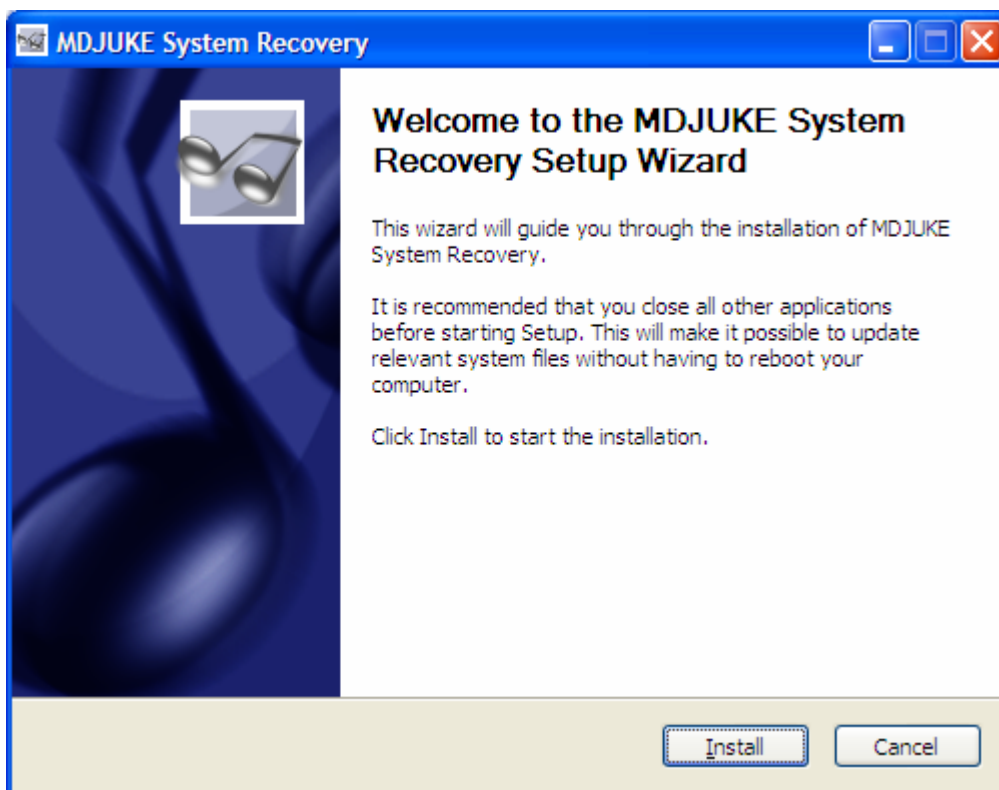 MDJUKE System Recovery
Welcome to the MDJUKE System
Recovery Setup Wizard
This wizard will guide you through the installation of MDJUKE
System Recovery.
It is recommended that you close all other applications
before starting Setup. This will make it possible to update
relevant system files without having to reboot your
computer.
Click Install to start the installation.
Install
Cancel